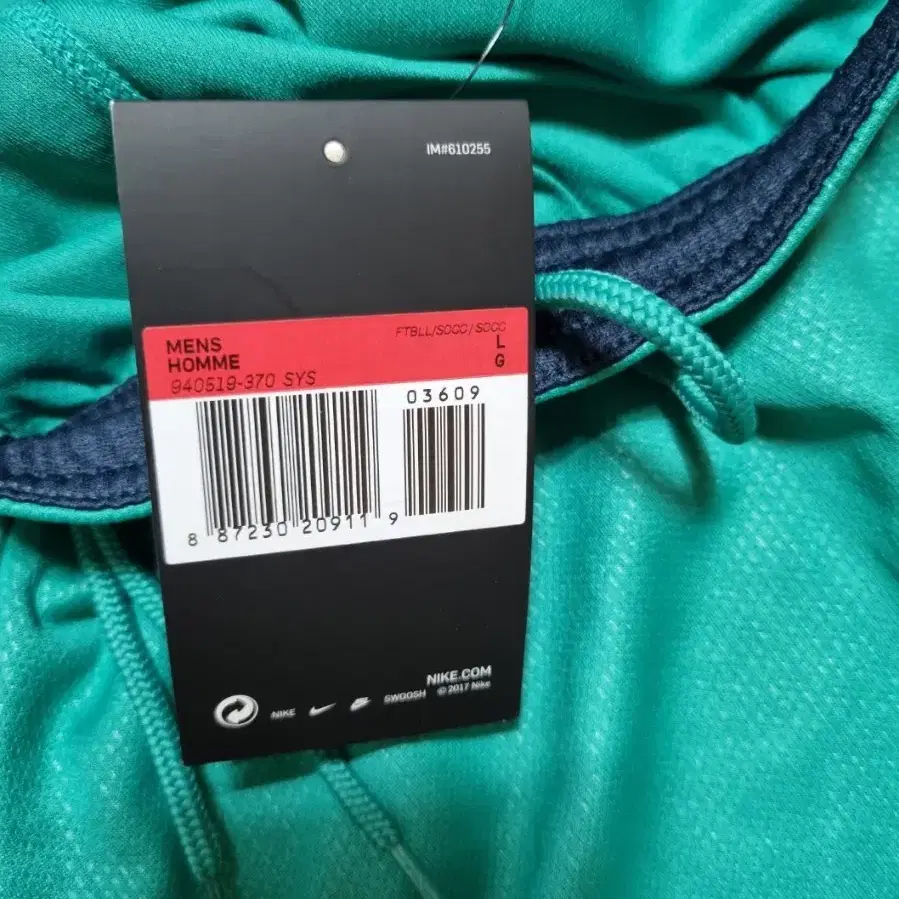 IM#610255
FTBLL/SOCC/SOCC
MENS L
HOMME G
940519-370 SYS
03609
8 87230 20911 9
NIKE.COM
NIKE SWOOSH © 2017 Nike